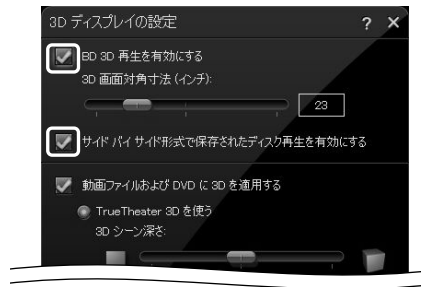 3D ディスプレイの設定 ? ×
BD 3D 再生を有効にする
3D 画面対角寸法 (インチ):
23
サイド バイ サイド形式で保存されたディスク再生を有効にする
動画ファイルおよび DVD に 3D を適用する
TrueTheater 3D を使う
3D シーン深さ: